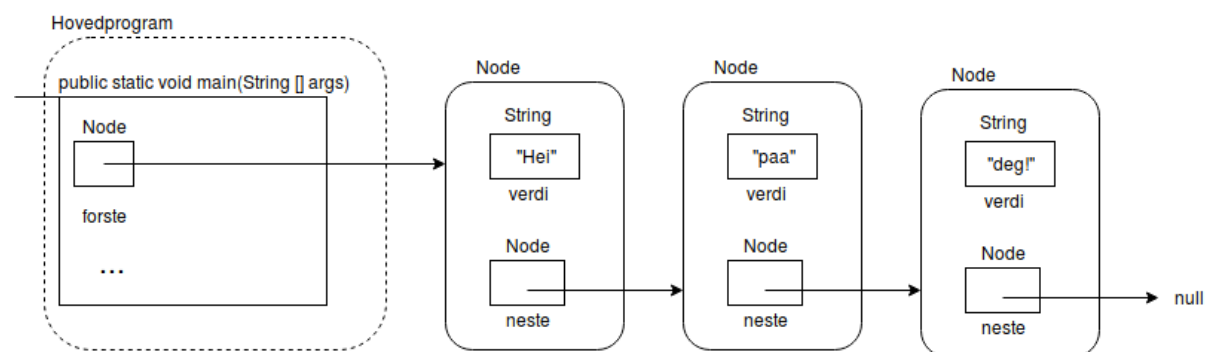 Hovedprogram
public static void main(String [] args)
Node
forste
...
Node
String
"Hei"
verdi
Node
neste
Node
String
"paa"
verdi
Node
neste
Node
String
"deg!"
verdi
Node
neste
null